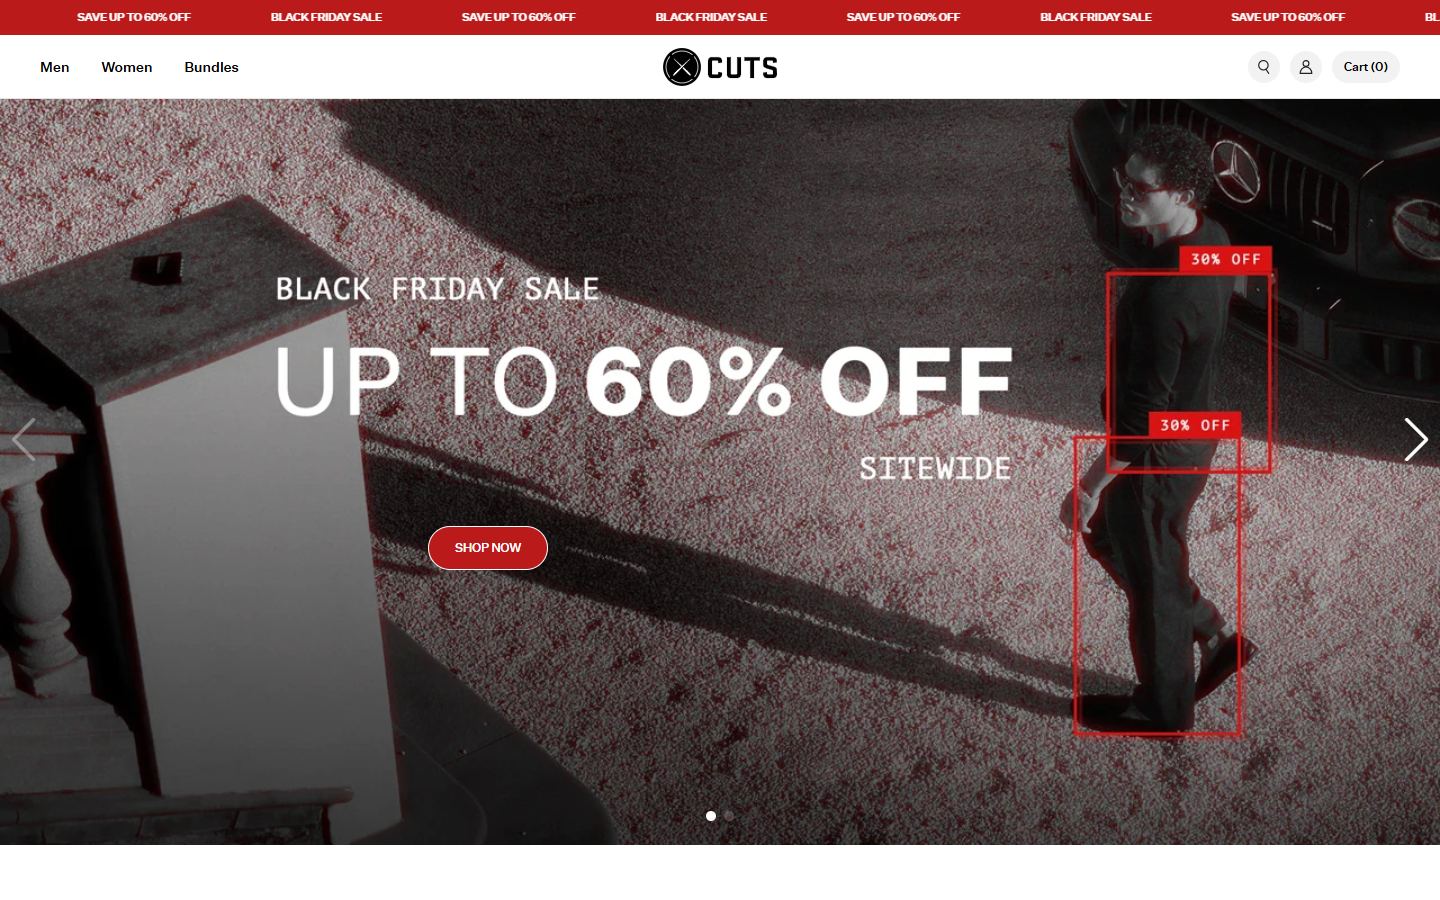 SAVE UP TO 60% OFF BLACK FRIDAY SALE SAVE UP TO 60% OFF BLACK FRIDAY SALE SAVE UP TO 60% OFF BLACK FRIDAY SALE SAVE UP TO 60% OFF BL
Men Women Bundles
CUTS
Cart (0)
30% OFF
BLACK FRIDAY SALE
UP TO 60% OFF
30% OFF
SITEWIDE
SHOP NOW